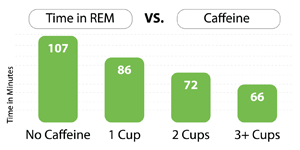 Time in REM VS. Caffeine
Time in Minutes
107
86
72
66
No Caffeine 1 Cup 2 Cups 3+ Cups